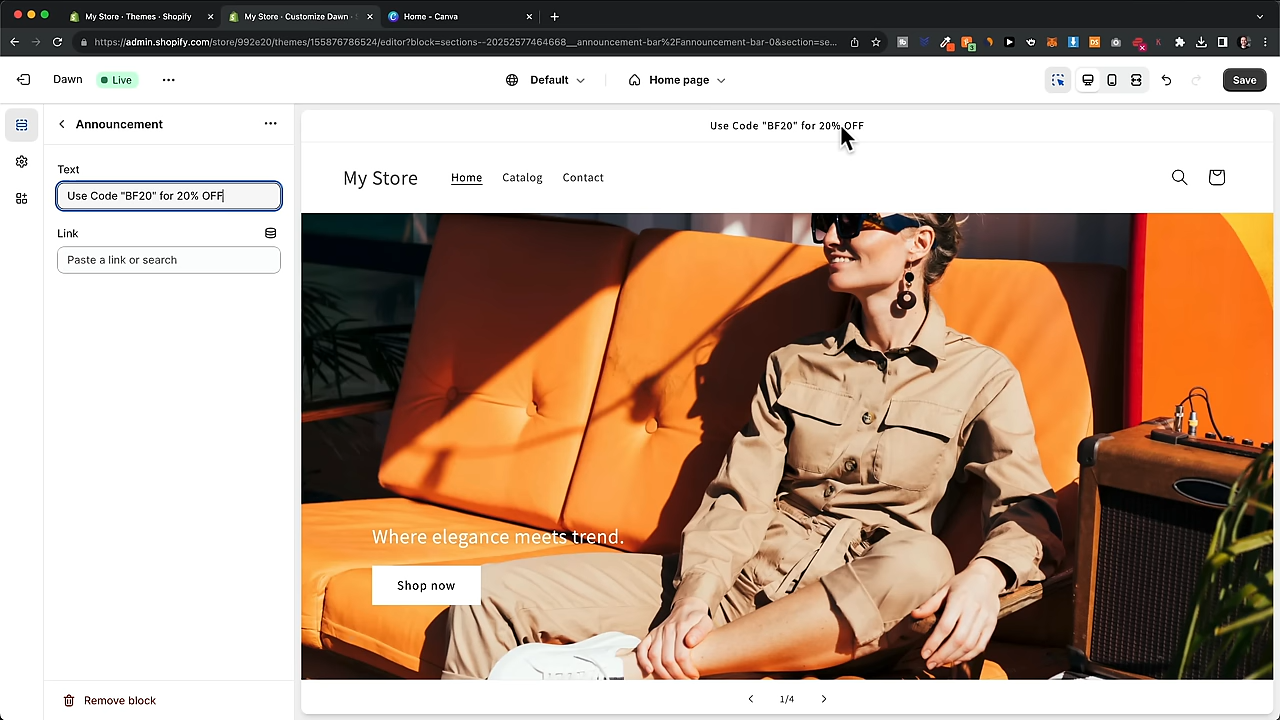 My Store · Themes · Shopify
My Store · Customize Dawn ·
Home - Canva
https://admin.shopify.com/store/992e20/themes/155876786524/editor?block=sections--20252577464668__announcement-bar%2Fannouncement-bar-0&section=se...
Dawn
Live
Default
Home page
Save
Announcement
Text
Use Code "BF20" for 20% OFF
Link
Paste a link or search
Remove block
Use Code "BF20" for 20% OFF
My Store
Home
Catalog
Contact
Where elegance meets trend.
Shop now
1/4